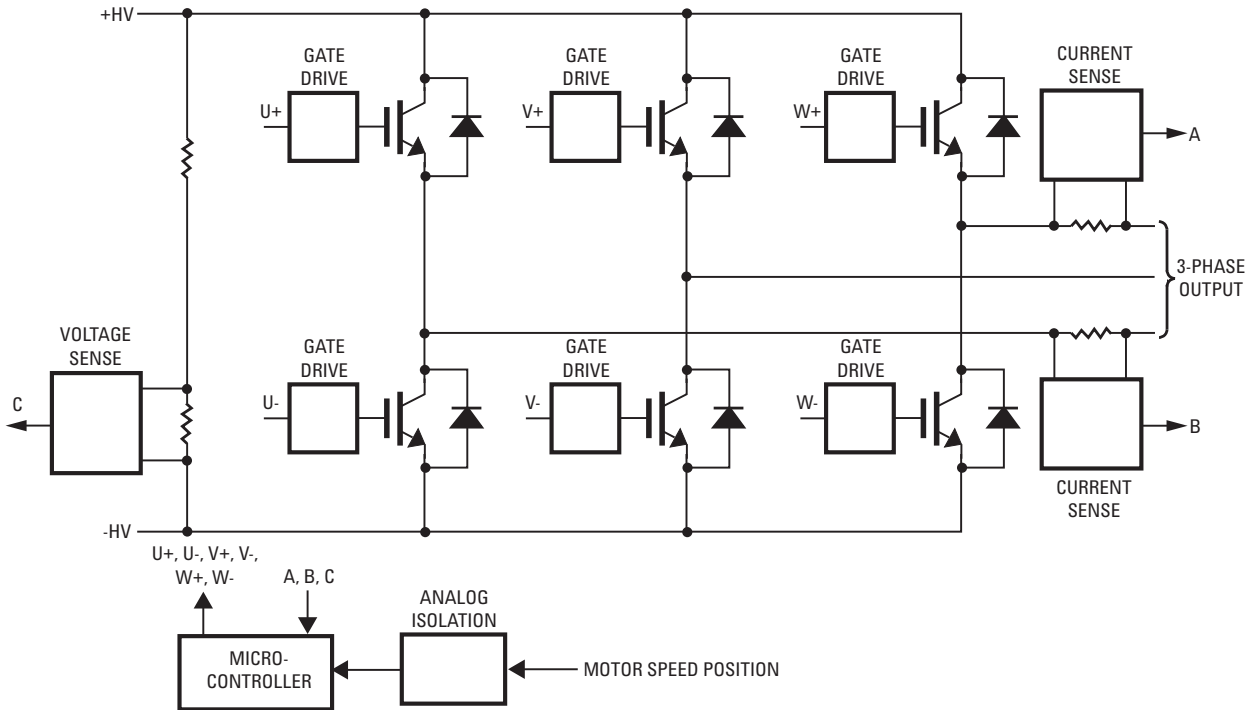 +HV
GATE
DRIVE
U+
GATE
DRIVE
V+
GATE
DRIVE
W+
CURRENT
SENSE
A
3-PHASE
OUTPUT
VOLTAGE
SENSE
C
GATE
DRIVE
U-
GATE
DRIVE
V-
GATE
DRIVE
W-
B
CURRENT
SENSE
-HV
U+, U-, V+, V-,
W+, W-
A, B, C
ANALOG
ISOLATION
MICRO-
CONTROLLER
MOTOR SPEED POSITION